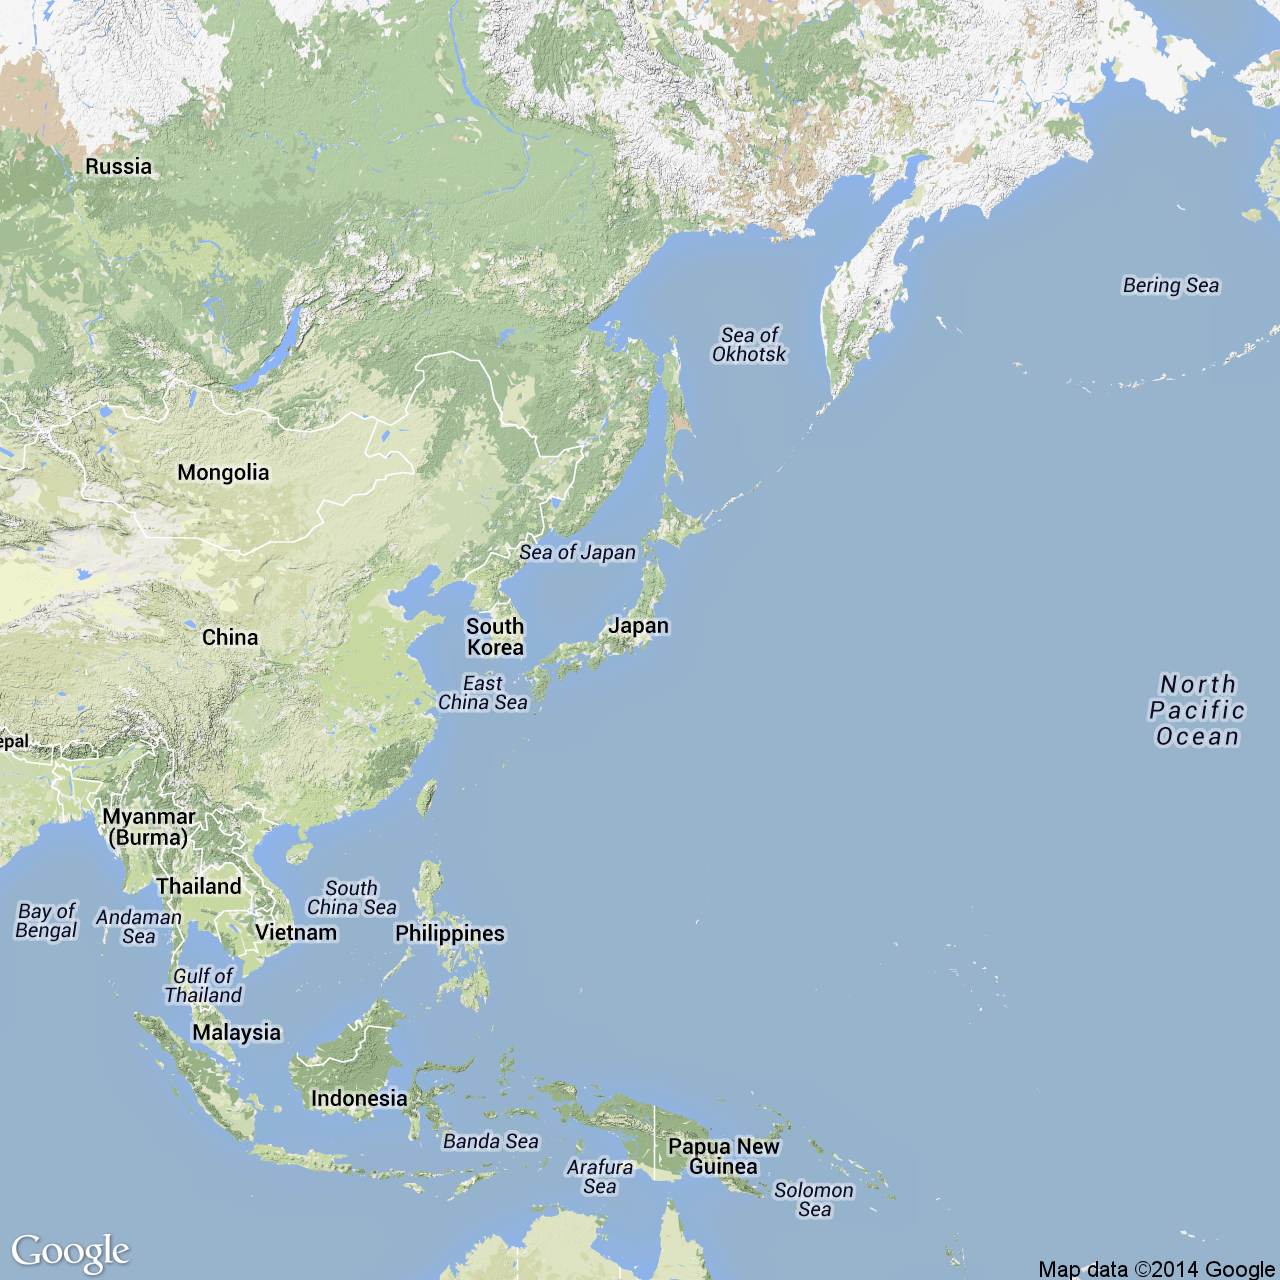 Russia
Bering Sea
Sea of
Okhotsk
Mongolia
Sea of Japan
China
South
Korea
Japan
East
China Sea
North
Pacific
Ocean
epal
Myanmar
(Burma)
Thailand
South
China Sea
Bay of
Bengal
Andaman
Sea
Vietnam
Philippines
Gulf of
Thailand
Malaysia
Indonesia
Banda Sea
Papua New
Guinea
Arafura
Sea
Solomon
Sea
Google
Map data ©2014 Google